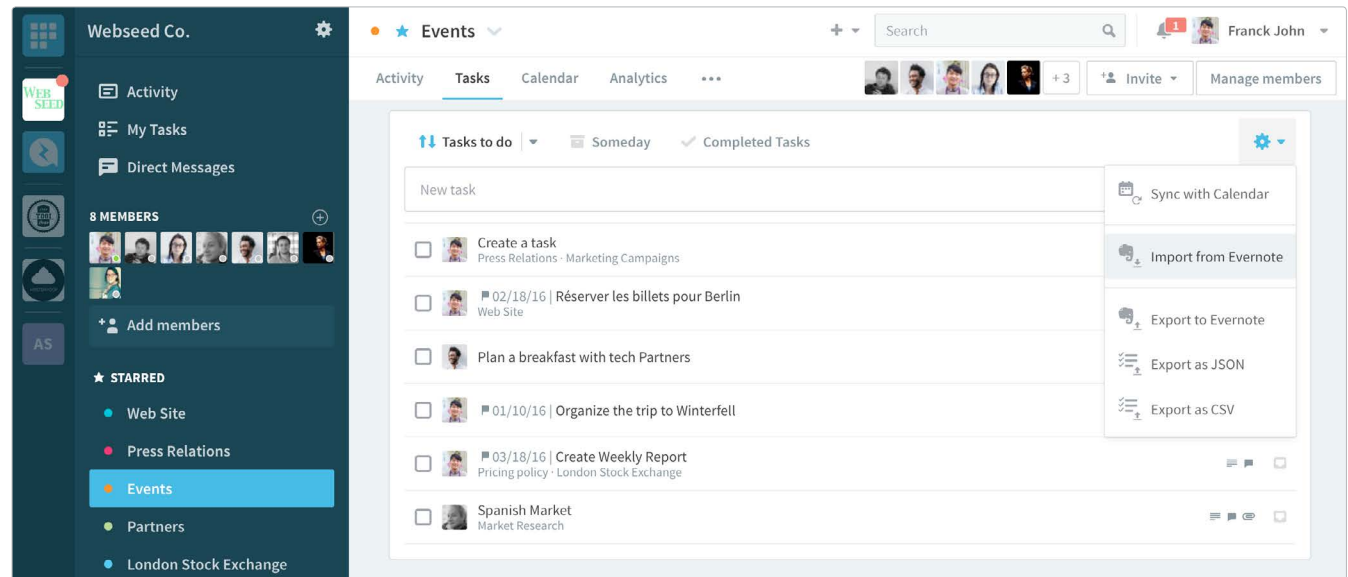 Webseed Co.
Events
Search
1
Franck John
Activity
Tasks
Calendar
Analytics
+ 3
Invite
Manage members
WEB
SEED
AS
Activity
My Tasks
Direct Messages
8 MEMBERS
Add members
STARRED
Web Site
Press Relations
Events
Partners
London Stock Exchange
Tasks to do
Someday
Completed Tasks
New task
Create a task
Press Relations · Marketing Campaigns
02/18/16 | Réserver les billets pour Berlin
Web Site
Plan a breakfast with tech Partners
01/10/16 | Organize the trip to Winterfell
03/18/16 | Create Weekly Report
Pricing policy · London Stock Exchange
Spanish Market
Market Research
Sync with Calendar
Import from Evernote
Export to Evernote
Export as JSON
Export as CSV